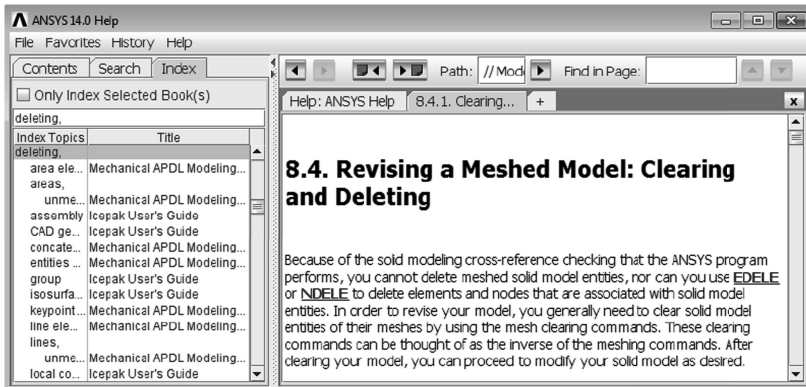 ANSYS 14.0 Help
File Favorites History Help
Contents Search Index
Only Index Selected Book(s)
deleting,
Index Topics Title
deleting,
area ele... Mechanical APDL Modeling...
areas,
unme... Mechanical APDL Modeling...
assembly Icepak User's Guide
CAD ge... Icepak User's Guide
concate... Mechanical APDL Modeling...
entities ... Mechanical APDL Modeling...
group Icepak User's Guide
isosurfa... Icepak User's Guide
keypoint... Mechanical APDL Modeling...
line ele... Mechanical APDL Modeling...
lines,
unme... Mechanical APDL Modeling...
local co... Icepak User's Guide
Path: // Mod Find in Page:
Help: ANSYS Help 8.4.1. Clearing... +
8.4. Revising a Meshed Model: Clearing
and Deleting
Because of the solid modeling cross-reference checking that the ANSYS program
performs, you cannot delete meshed solid model entities, nor can you use EDELE
or NDELE to delete elements and nodes that are associated with solid model
entities. In order to revise your model, you generally need to clear solid model
entities of their meshes by using the mesh clearing commands. These clearing
commands can be thought of as the inverse of the meshing commands. After
clearing your model, you can proceed to modify your solid model as desired.